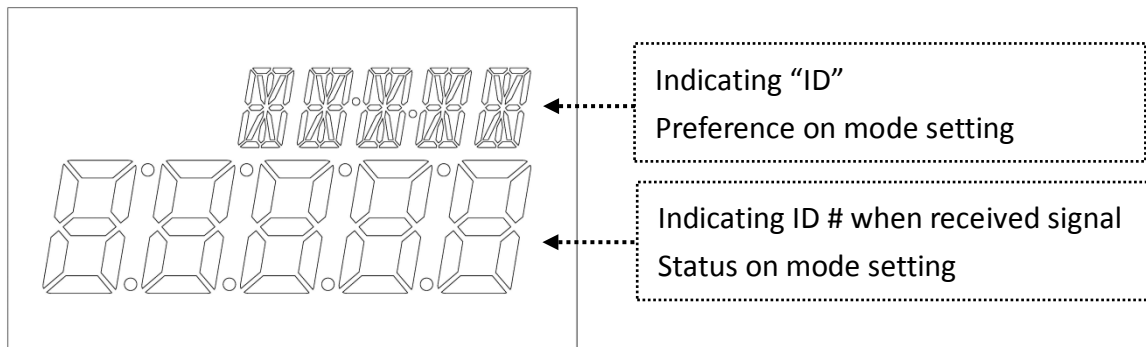 Indicating “ID”
Preference on mode setting
Indicating ID # when received signal
Status on mode setting